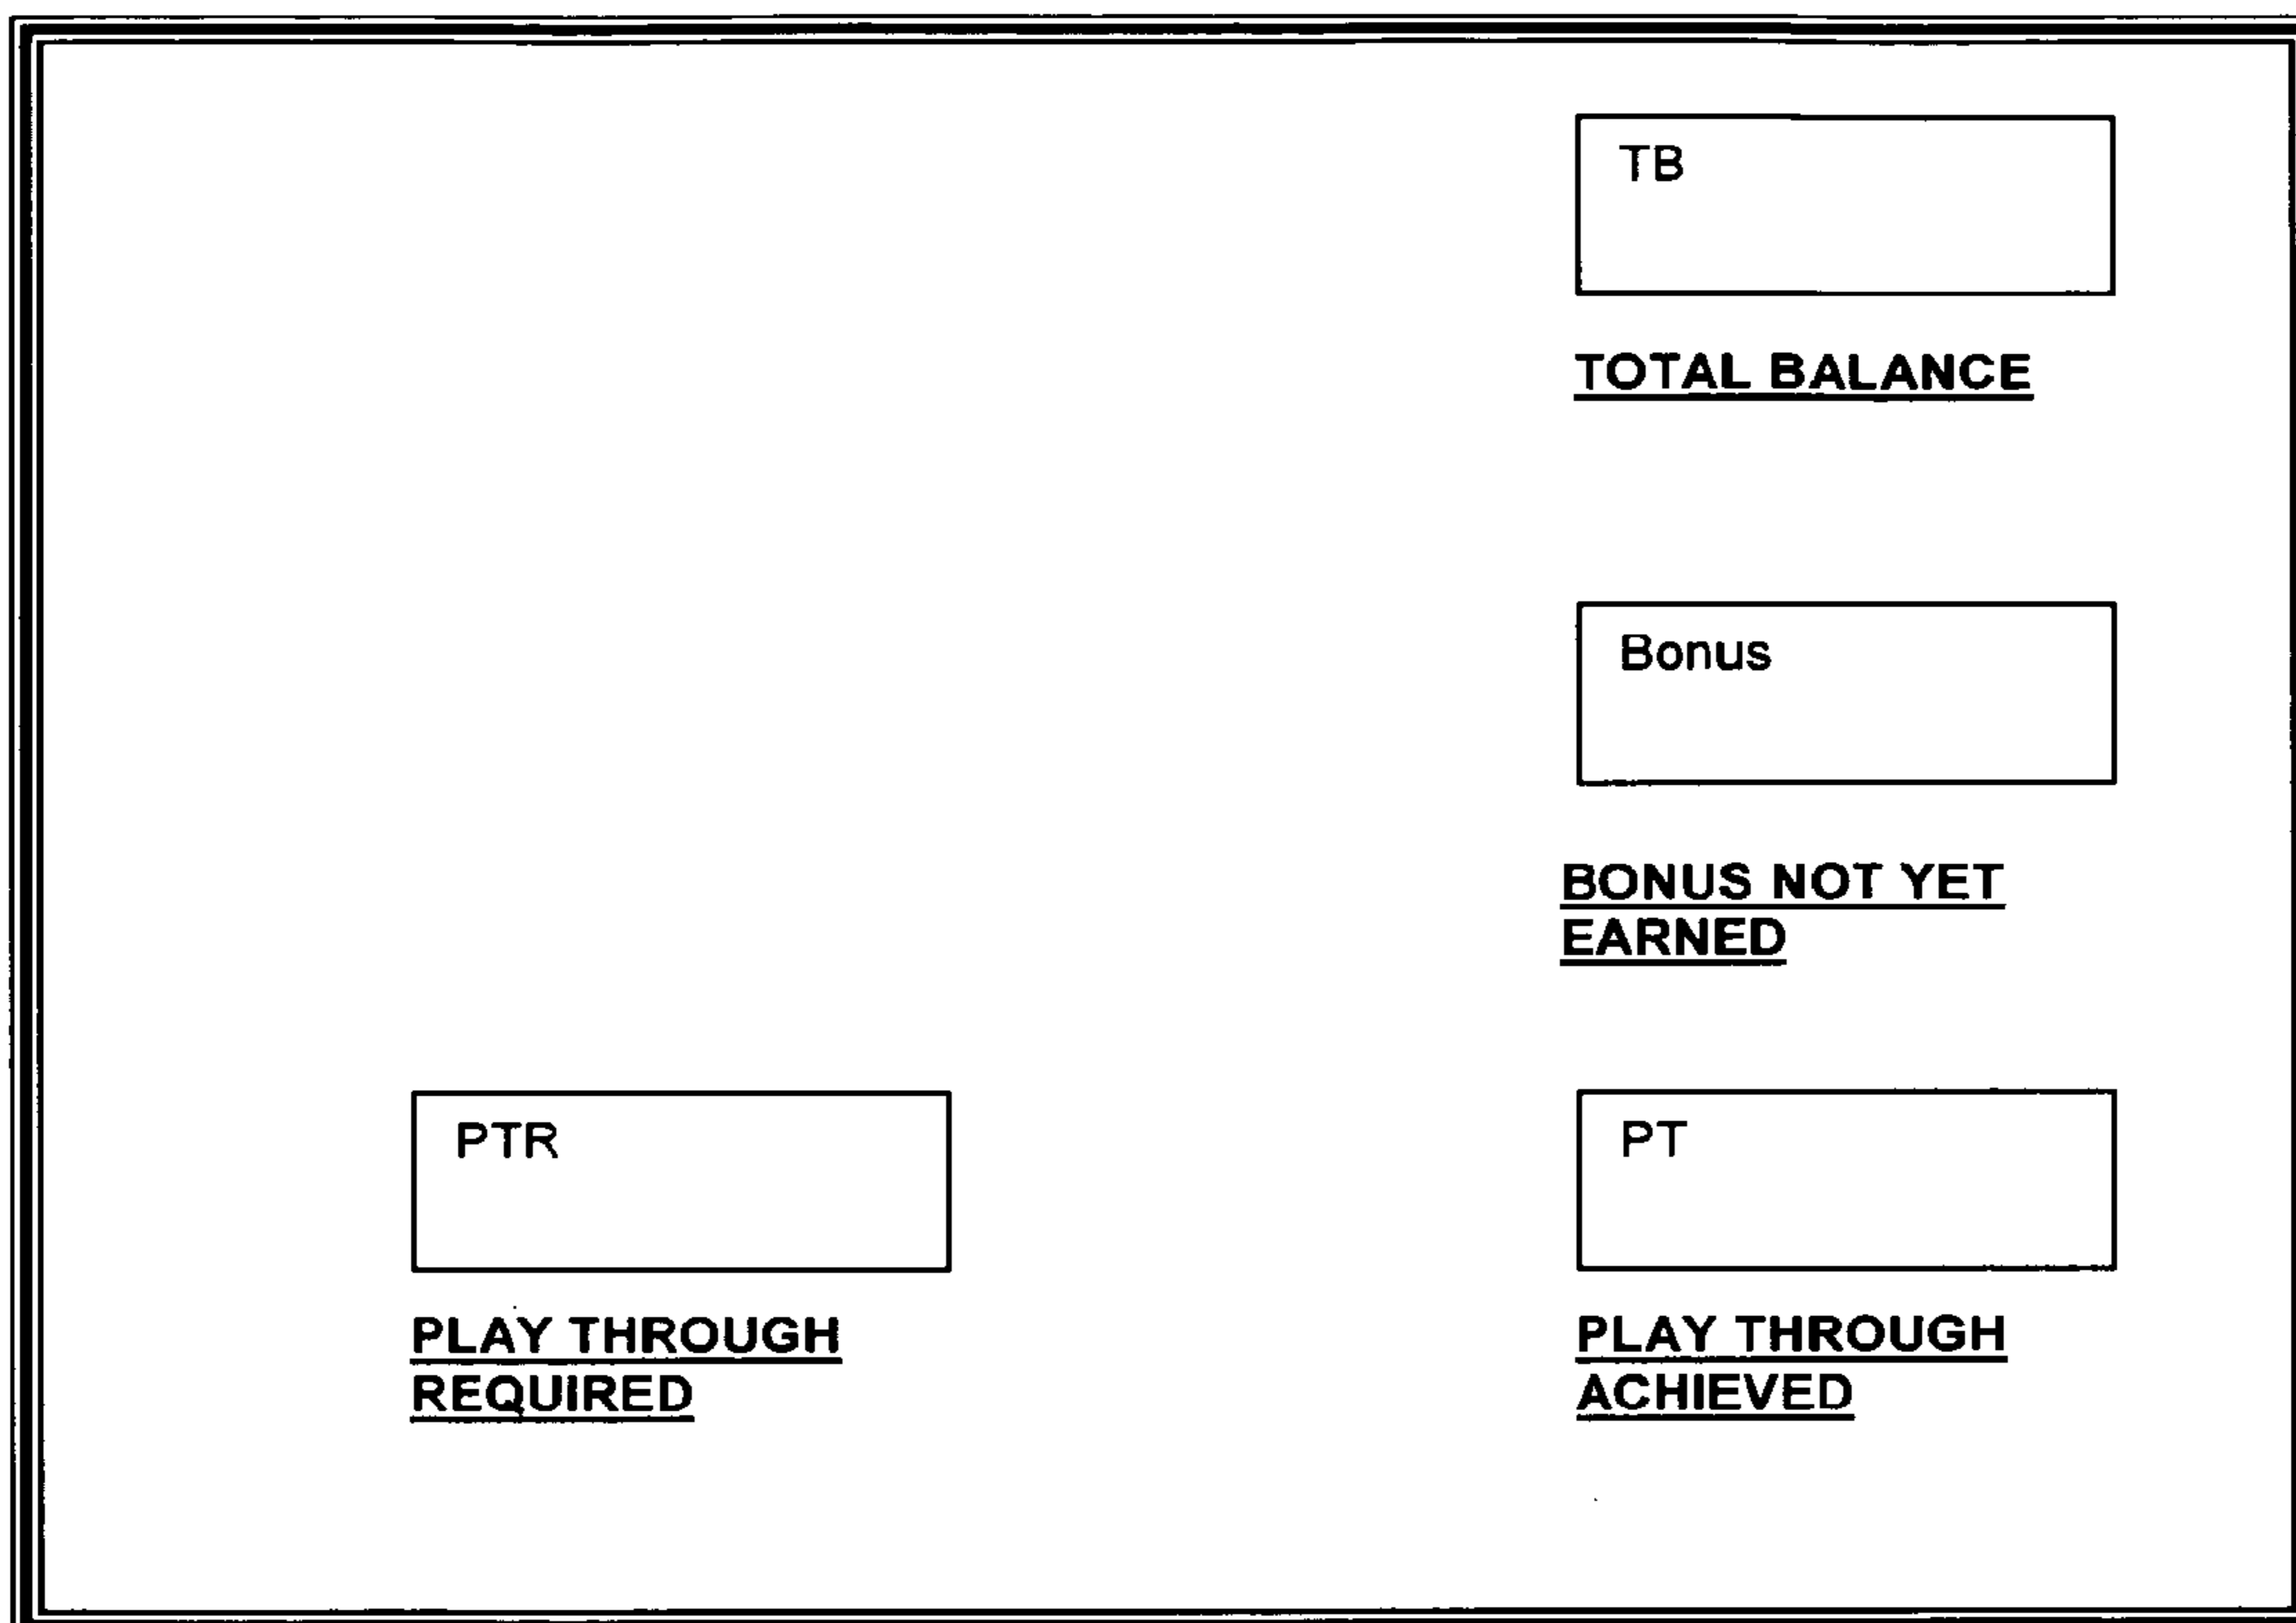 TB
TOTAL BALANCE
Bonus
BONUS NOT YET
EARNED
PTR
PLAY THROUGH
REQUIRED
PT
PLAY THROUGH
ACHIEVED